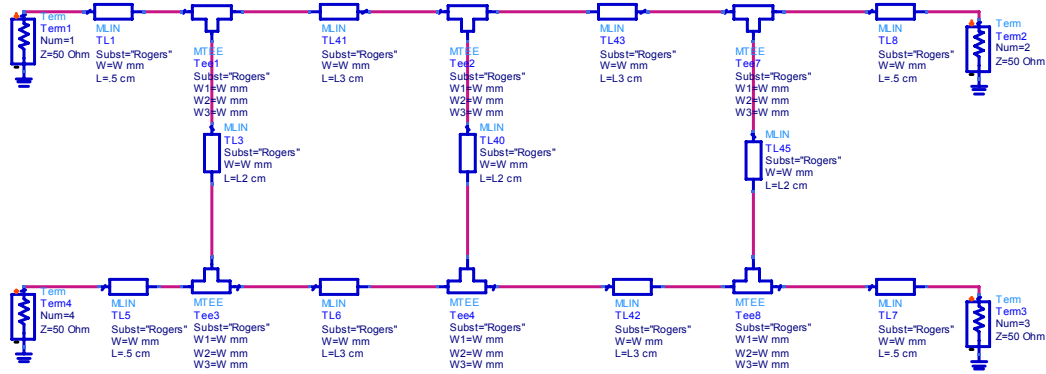 Term
Term1
Num=1
Z=50 Ohm
MLIN
TL1
Subst="Rogers"
W=W mm
L=.5 cm
MTEE
Tee1
Subst="Rogers"
W1=W mm
W2=W mm
W3=W mm
MLIN
TL41
Subst="Rogers"
W=W mm
L=L3 cm
MTEE
Tee2
Subst="Rogers"
W1=W mm
W2=W mm
W3=W mm
MLIN
TL43
Subst="Rogers"
W=W mm
L=L3 cm
MTEE
Tee7
Subst="Rogers"
W1=W mm
W2=W mm
W3=W mm
MLIN
TL8
Subst="Rogers"
W=W mm
L=.5 cm
Term
Term2
Num=2
Z=50 Ohm
MLIN
TL3
Subst="Rogers"
W=W mm
L=L2 cm
MLIN
TL40
Subst="Rogers"
W=W mm
L=L2 cm
MLIN
TL45
Subst="Rogers"
W=W mm
L=L2 cm
Term
Term4
Num=4
Z=50 Ohm
MLIN
TL5
Subst="Rogers"
W=W mm
L=.5 cm
MTEE
Tee3
Subst="Rogers"
W1=W mm
W2=W mm
W3=W mm
MLIN
TL6
Subst="Rogers"
W=W mm
L=L3 cm
MTEE
Tee4
Subst="Rogers"
W1=W mm
W2=W mm
W3=W mm
MLIN
TL42
Subst="Rogers"
W=W mm
L=L3 cm
MTEE
Tee8
Subst="Rogers"
W1=W mm
W2=W mm
W3=W mm
MLIN
TL7
Subst="Rogers"
W=W mm
L=.5 cm
Term
Term3
Num=3
Z=50 Ohm